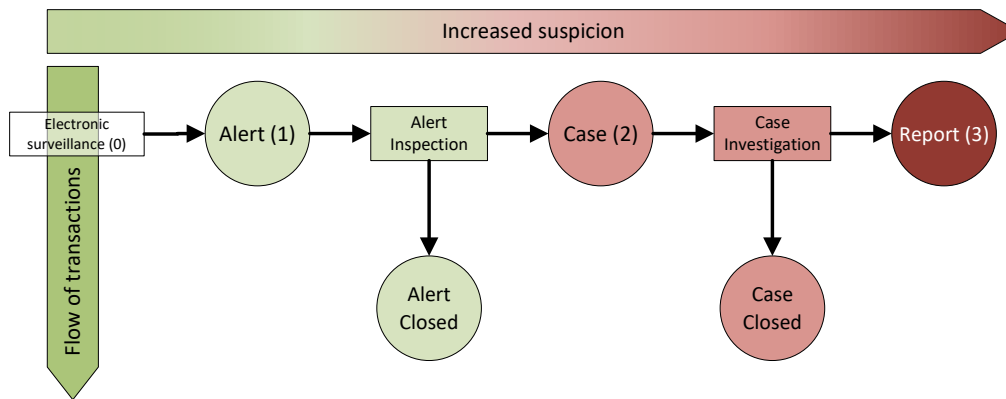 Increased suspicion
Electronic
surveillance (0)
Alert (1)
Alert
Inspection
Case (2)
Case
Investigation
Report (3)
Flow of transactions
Alert
Closed
Case
Closed